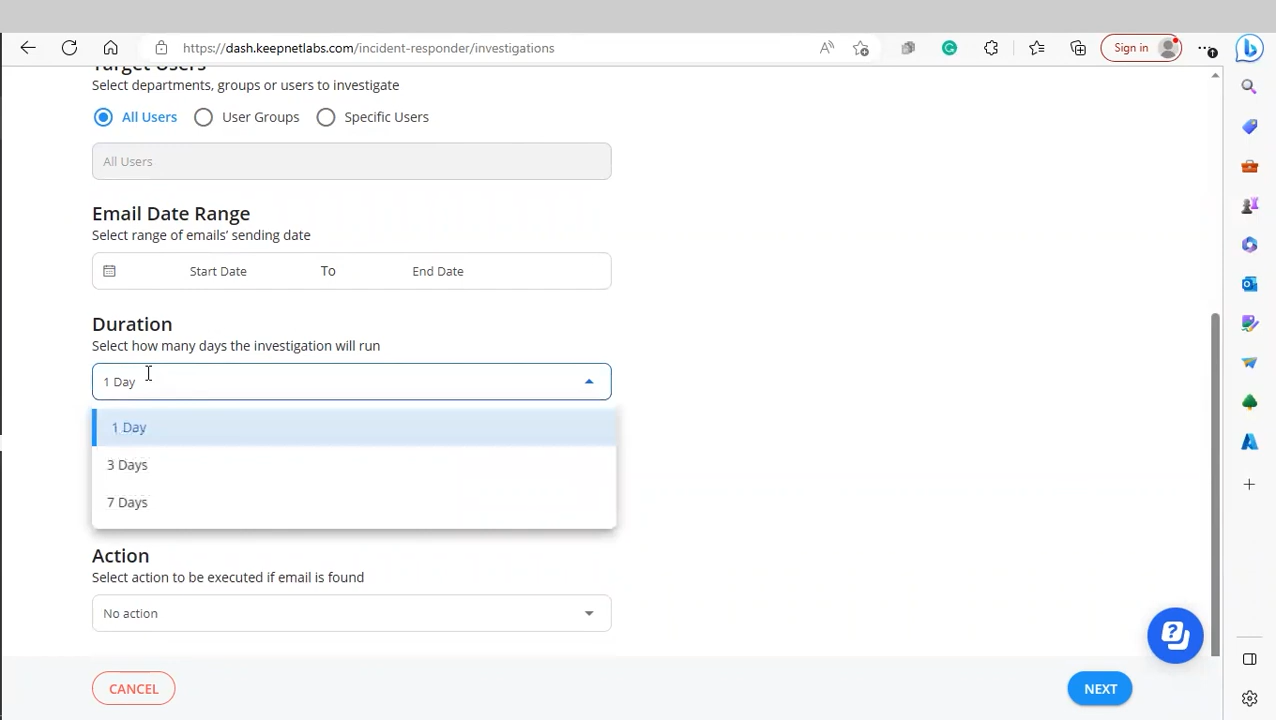 https://dash.keepnetlabs.com/incident-responder/investigations
Sign in
Target Users
Select departments, groups or users to investigate
All Users
User Groups
Specific Users
All Users
Email Date Range
Select range of emails' sending date
Start Date To End Date
Duration
Select how many days the investigation will run
1 Day
1 Day
3 Days
7 Days
Action
Select action to be executed if email is found
No action
CANCEL
NEXT